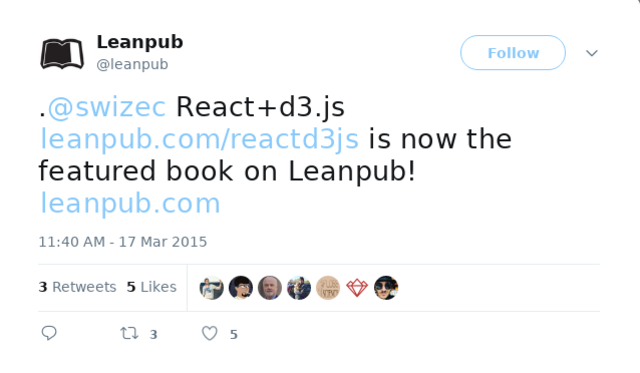 Leanpub
@leanpub
Follow
.@swizec React+d3.js
leanpub.com/reactd3js is now the
featured book on Leanpub!
leanpub.com
11:40 AM - 17 Mar 2015
3 Retweets 5 Likes
3 5